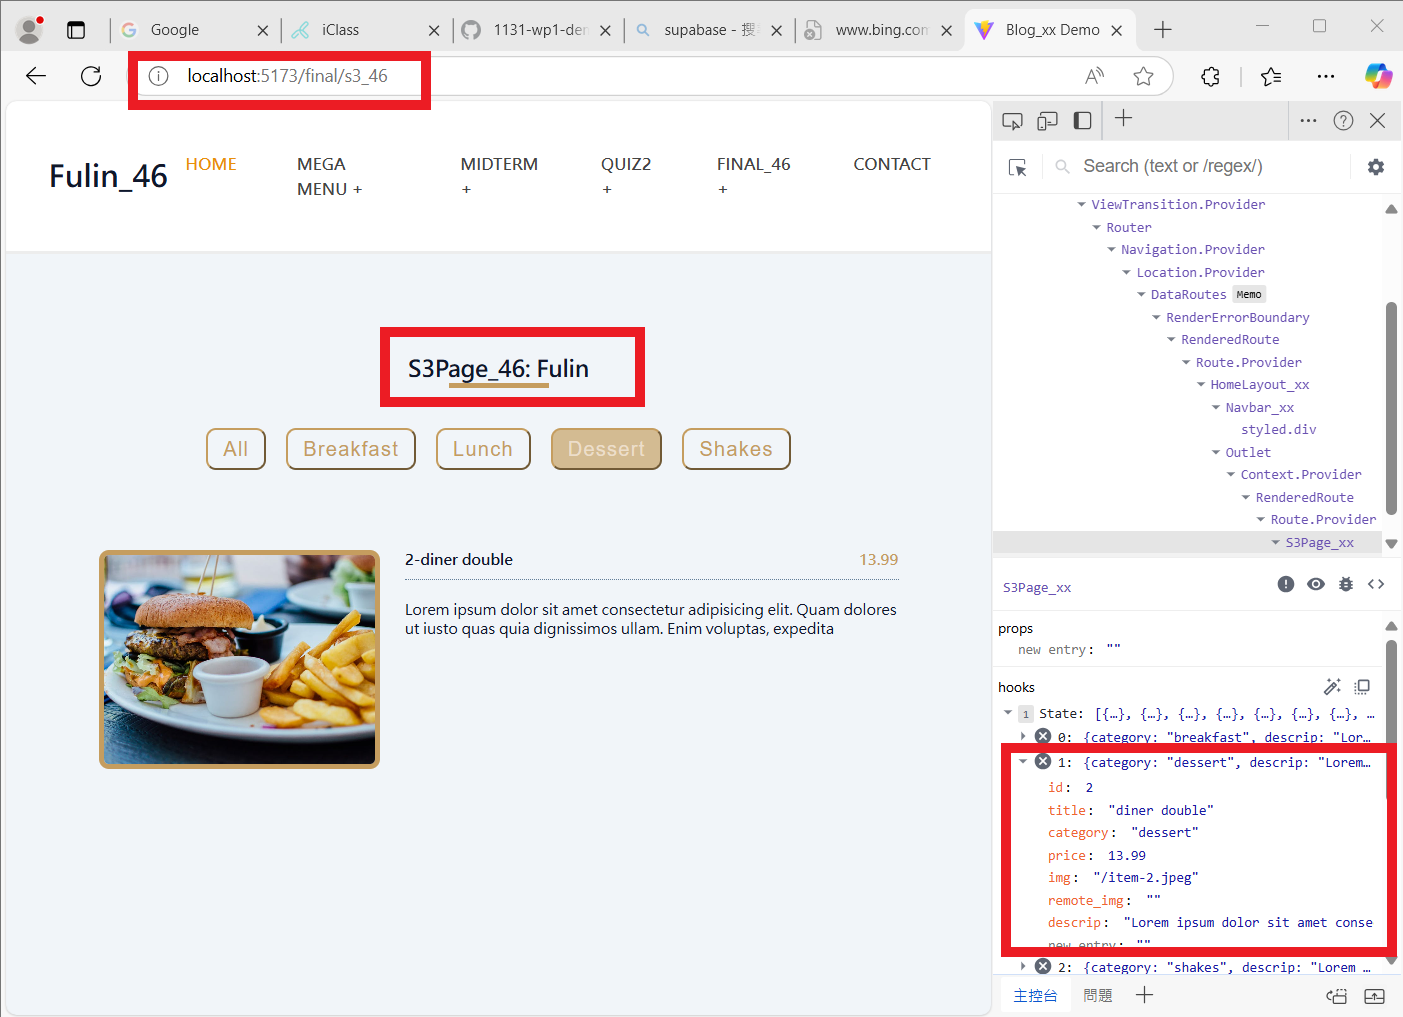 Google
iClass
1131-wp1-den
supabase - 搜尋
www.bing.com
Blog_xx Demo
localhost:5173/final/s3_46
Fulin_46
HOME
MEGA
MENU +
MIDTERM
+
QUIZ2
+
FINAL_46
+
CONTACT
S3Page_46: Fulin
All
Breakfast
Lunch
Dessert
Shakes
2-diner double
13.99
Lorem ipsum dolor sit amet consectetur adipisicing elit. Quam dolores
ut iusto quas quia dignissimos ullam. Enim voluptas, expedita
Search (text or /regex/)
ViewTransition.Provider
Router
Navigation.Provider
Location.Provider
DataRoutes Memo
RenderErrorBoundary
RenderedRoute
Route.Provider
HomeLayout_xx
Navbar_xx
styled.div
Outlet
Context.Provider
RenderedRoute
Route.Provider
S3Page_xx
S3Page_xx
props
new entry: ""
hooks
1 State: [{…}, {…}, {…}, {…}, {…}, {…}, {…}, …
0: {category: "breakfast", descrip: "Lor…
1: {category: "dessert", descrip: "Lorem…
id: 2
title: "diner double"
category: "dessert"
price: 13.99
img: "/item-2.jpeg"
remote_img: ""
descrip: "Lorem ipsum dolor sit amet conse
new entry: ""
2: {category: "shakes", descrip: "Lorem …
主控台
問題